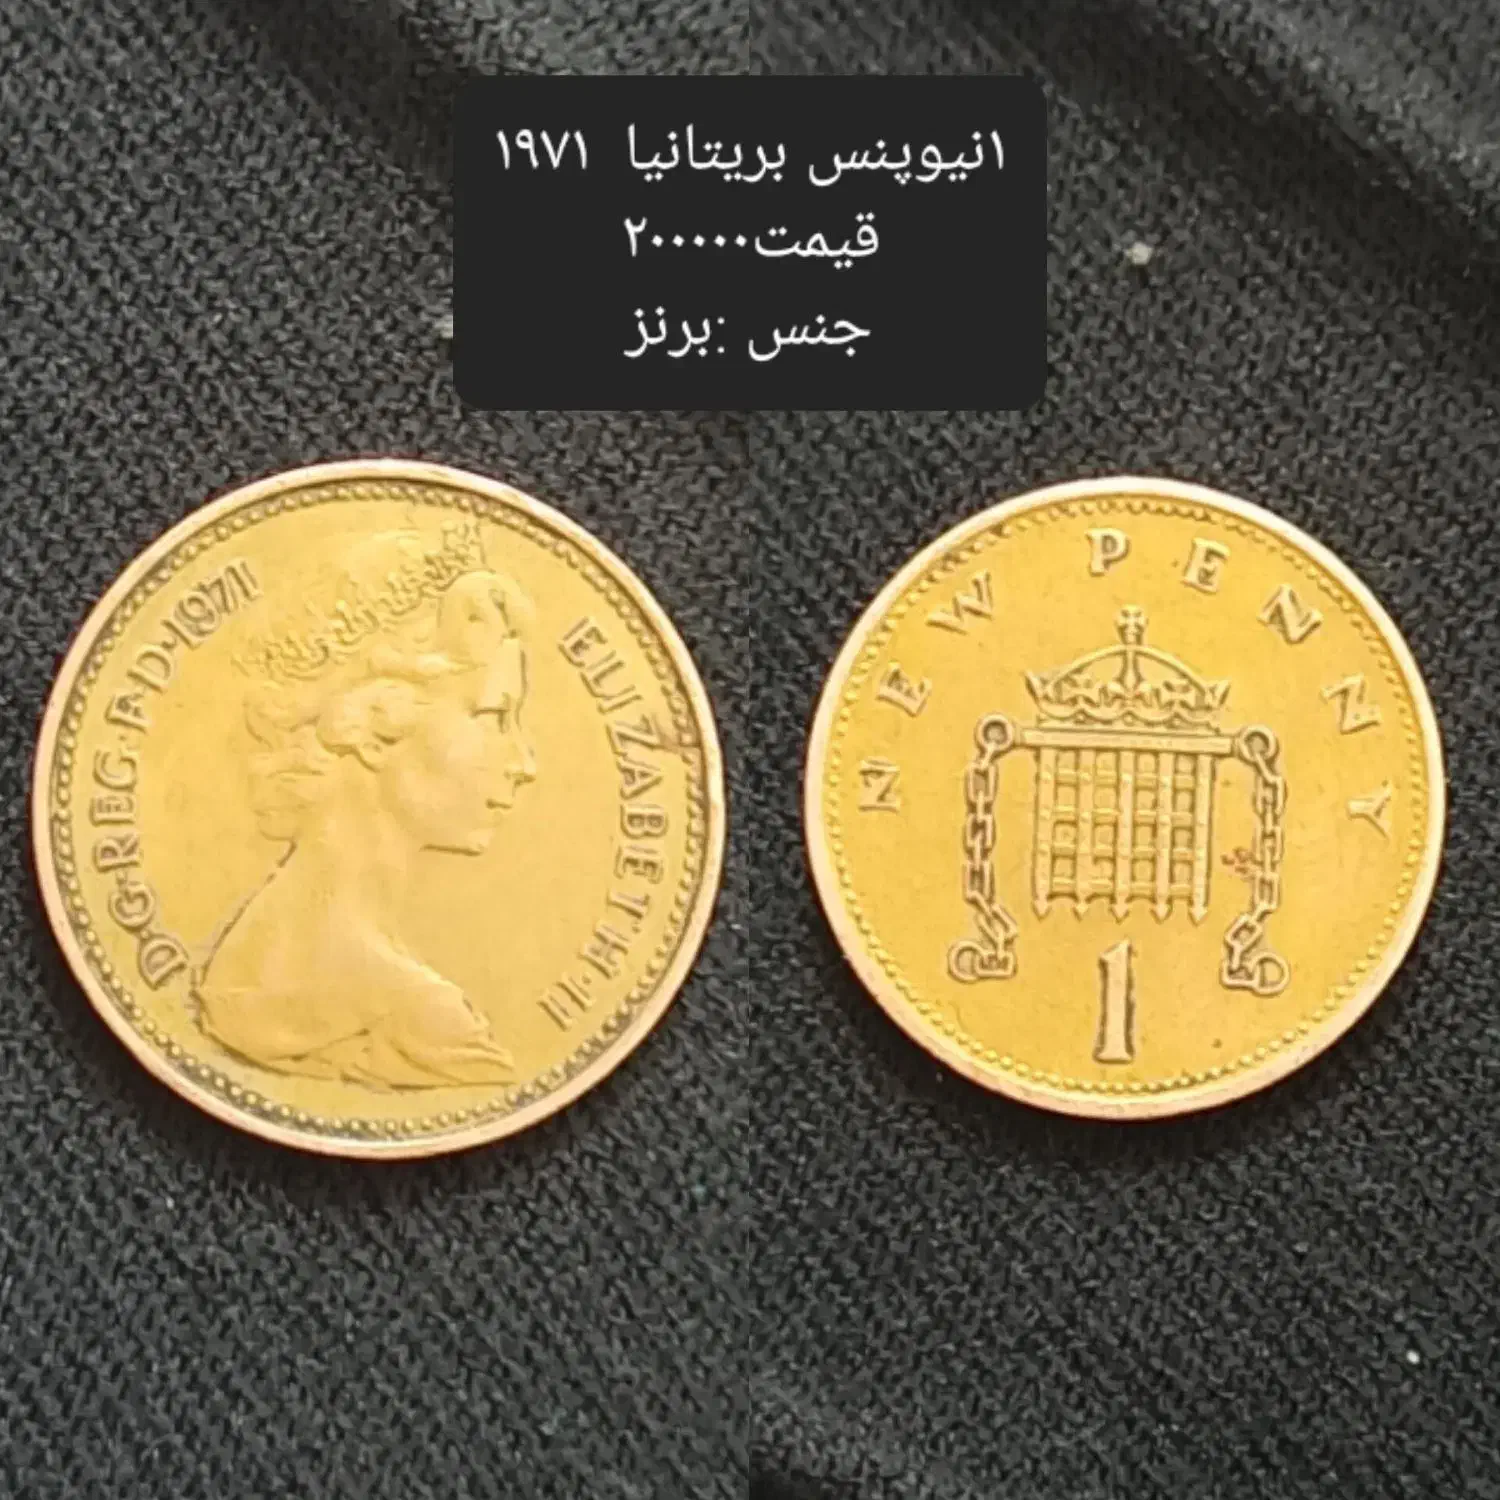 ۱نیوپنس بریتانیا ۱۹۷۱
قیمت۲۰۰۰۰۰
جنس :برنز
D·G·REG·F·D·1971
ELIZABETH·II
NEW PENNY
1